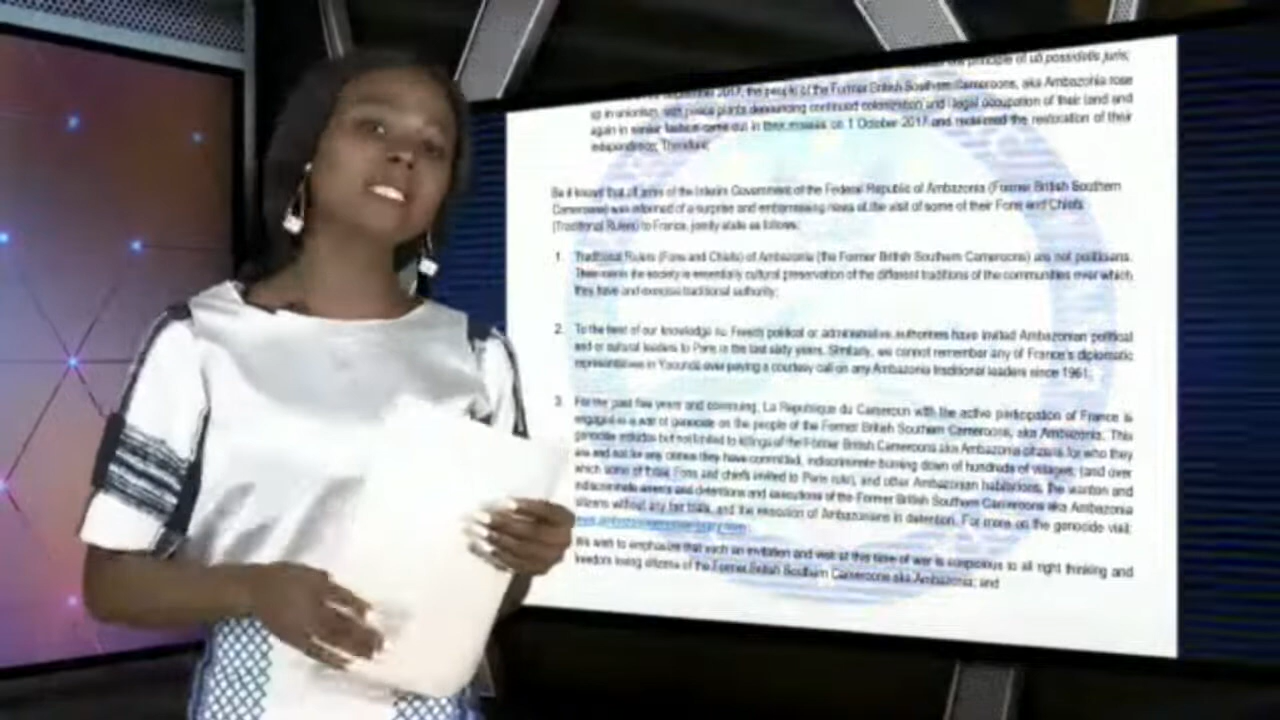 principle of uti possidetis juris;
2017, the people of the Former British Southern Cameroons, aka Ambazonia rose
up in unionism, with peace plants denouncing continued colonization and illegal occupation of their land and
again in similar fashion came out in their masses on 1 October 2017 and reclaimed the restoration of their
independence; Therefore;
Be it known that all arms of the Interim Government of the Federal Republic of Ambazonia (Former British Southern
Cameroons) was informed of a surprise and embarrassing news of the visit of some of their Fons and Chiefs
(Traditional Rulers) to France, jointly state as follows:
1. Traditional Rulers (Fons and Chiefs) of Ambazonia (the Former British Southern Cameroons) are not politicians.
Their role in the society is essentially cultural preservation of the different traditions of the communities over which
they have and exercise traditional authority;
2. To the best of our knowledge no French political or administrative authorities have invited Ambazonian political
and or cultural leaders to Paris in the last sixty years. Similarly, we cannot remember any of France's diplomatic
representatives in Yaounde ever paying a courtesy call on any Ambazonia traditional leaders since 1961;
3. For the past five years and continuing, La Republique du Cameroun with the active participation of France is
engaged in a war of genocide on the people of the Former British Southern Cameroons, aka Ambazonia. This
genocide includes but not limited to killings of the Former British Cameroons aka Ambazonia citizens for who they
are and not for any crimes they have committed, indiscriminate burning down of hundreds of villages, (and over
which some of these Fons and chiefs invited to Paris rule), and other Ambazonian habitations, the wanton and
indiscriminate arrests and detentions and executions of the Former British Southern Cameroons aka Ambazonia
citizens without any fair trials, and the execution of Ambazonians in detention. For more on the genocide visit:
We wish to emphasize that such an invitation and visit at this time of war is suspicious to all right thinking and
freedom loving citizens of the Former British Southern Cameroons aka Ambazonia; and